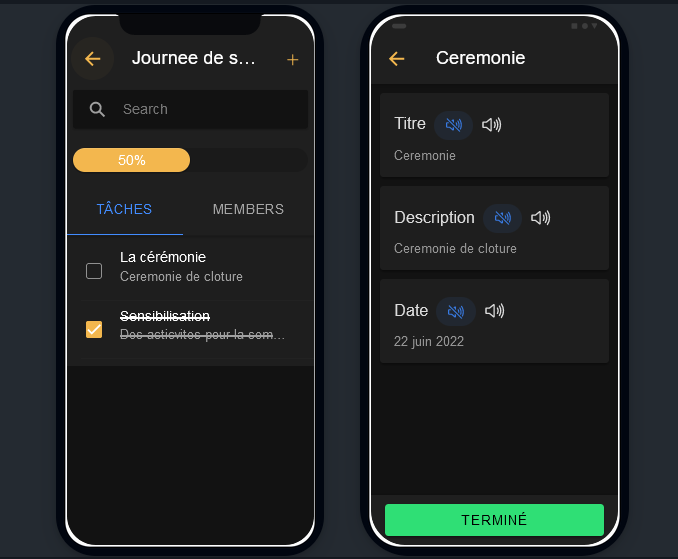 Journee de s...
+
Search
50%
TÂCHES
MEMBERS
La cérémonie
Ceremonie de cloture
Sensibilisation
Des acticvites pour la som...
Ceremonie
Titre
Ceremonie
Description
Ceremonie de cloture
Date
22 juin 2022
TERMINÉ